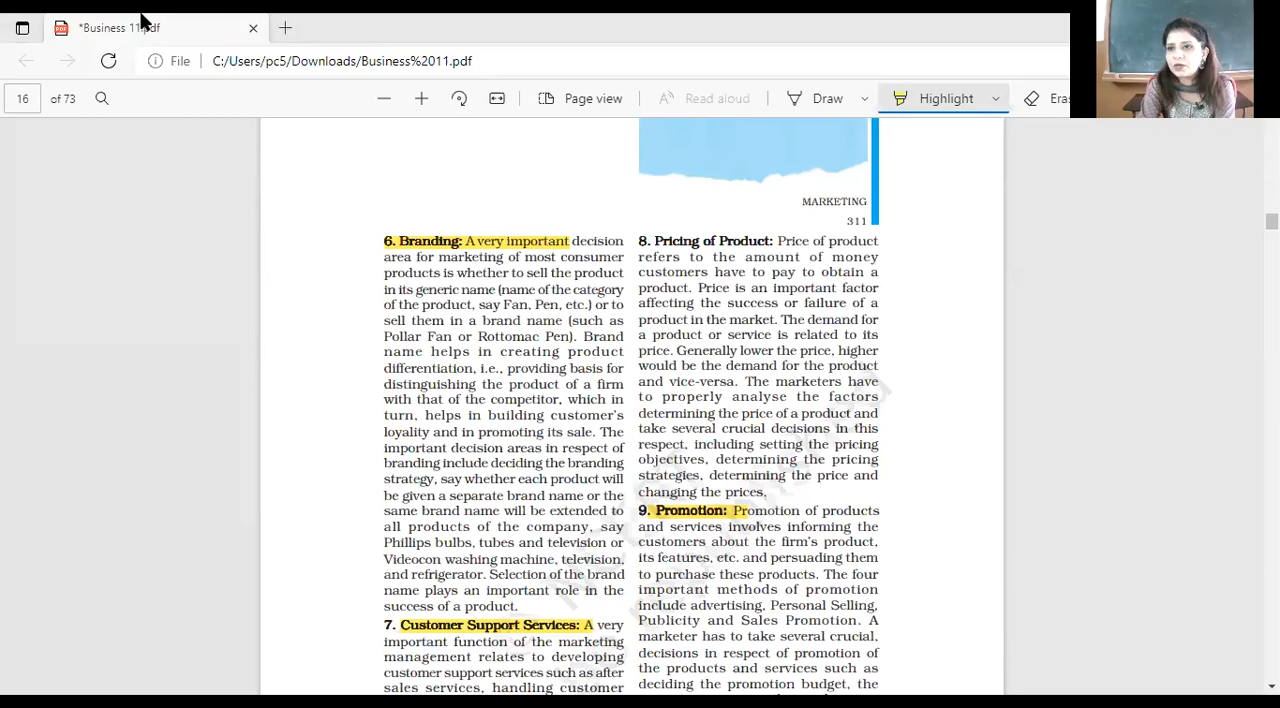 *Business 11.pdf
File
C:/Users/pc5/Downloads/Business%2011.pdf
16 of 73
Page view
Read aloud
Draw
Highlight
MARKETING
311
6. Branding: A very important decision
area for marketing of most consumer
products is whether to sell the product
in its generic name (name of the category
of the product, say Fan, Pen, etc.) or to
sell them in a brand name (such as
Pollar Fan or Rottomac Pen). Brand
name helps in creating product
differentiation, i.e., providing basis for
distinguishing the product of a firm
with that of the competitor, which in
turn, helps in building customer's
loyality and in promoting its sale. The
important decision areas in respect of
branding include deciding the branding
strategy, say whether each product will
be given a separate brand name or the
same brand name will be extended to
all products of the company, say
Phillips bulbs, tubes and television or
Videocon washing machine, television,
and refrigerator. Selection of the brand
name plays an important role in the
success of a product.
7. Customer Support Services: A very
important function of the marketing
management relates to developing
customer support services such as after
sales services, handling customer
8. Pricing of Product: Price of product
refers to the amount of money
customers have to pay to obtain a
product. Price is an important factor
affecting the success or failure of a
product in the market. The demand for
a product or service is related to its
price. Generally lower the price, higher
would be the demand for the product
and vice-versa. The marketers have
to properly analyse the factors
determining the price of a product and
take several crucial decisions in this
respect, including setting the pricing
objectives, determining the pricing
strategies, determining the price and
changing the prices.
9. Promotion: Promotion of products
and services involves informing the
customers about the firm's product,
its features, etc. and persuading them
to purchase these products. The four
important methods of promotion
include advertising, Personal Selling,
Publicity and Sales Promotion. A
marketer has to take several crucial,
decisions in respect of promotion of
the products and services such as
deciding the promotion budget, the